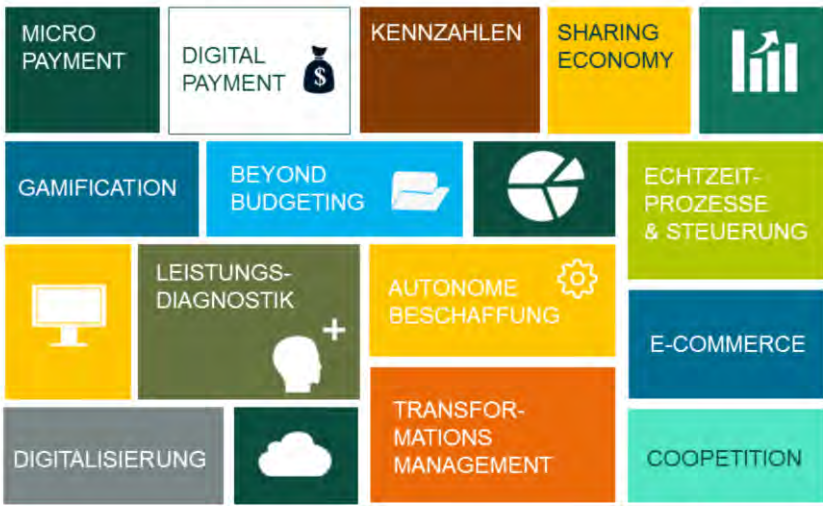 MICRO
PAYMENT
DIGITAL
PAYMENT
$
KENNZAHLEN
SHARING
ECONOMY
GAMIFICATION
BEYOND
BUDGETING
ECHTZEIT-
PROZESSE
& STEUERUNG
LEISTUNGS-
DIAGNOSTIK
+
AUTONOME
BESCHAFFUNG
E-COMMERCE
DIGITALISIERUNG
TRANSFOR-
MATIONS
MANAGEMENT
COOPETITION